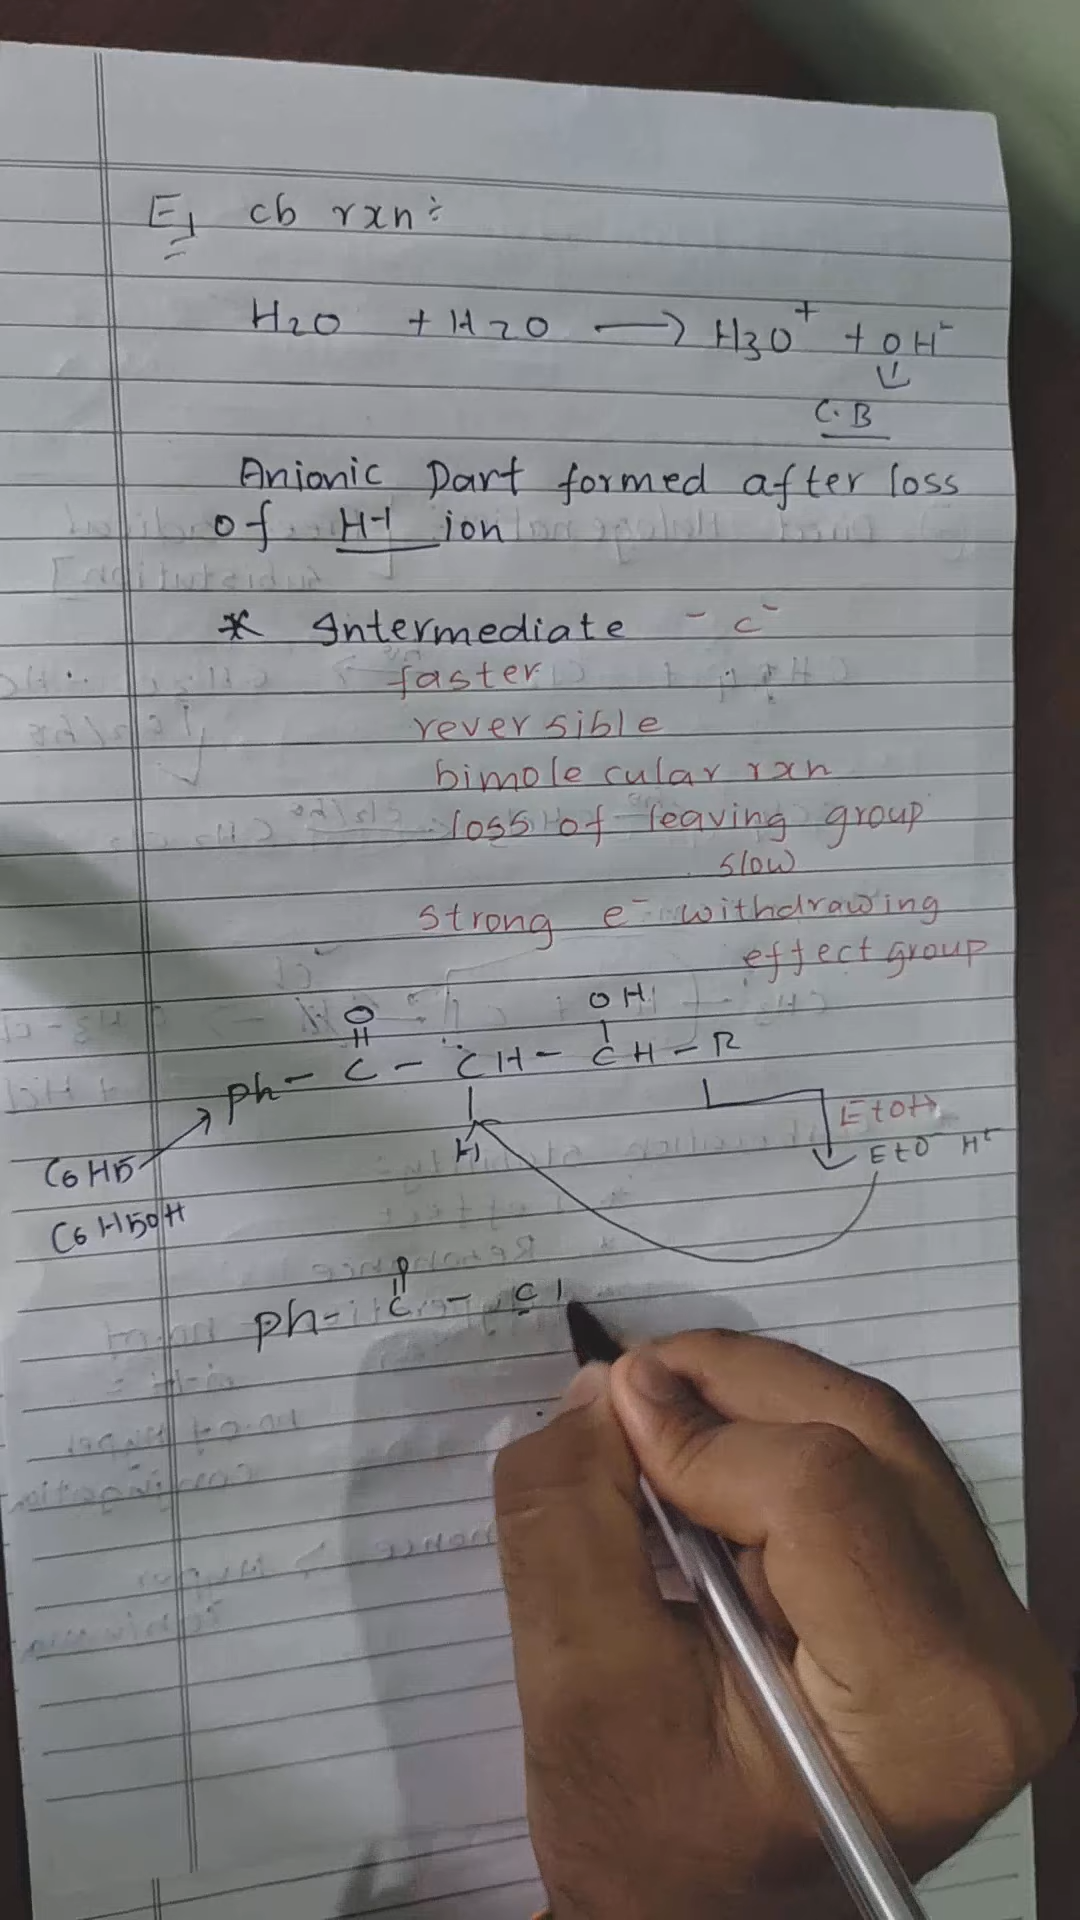 E1 cb rxn ÷
H2O + H2O → H3O+ + OH-
C.B
Anionic Part formed after loss
of H+ ion
* Intermediate - c-
faster
reversible
bimolecular rxn
loss of leaving group
slow
strong e- withdrawing
effect group
O OH
Ph - C - CH - CH - R
H
EtOH
EtO- H+
C6H5
C6H5OH
O
Ph - C - C